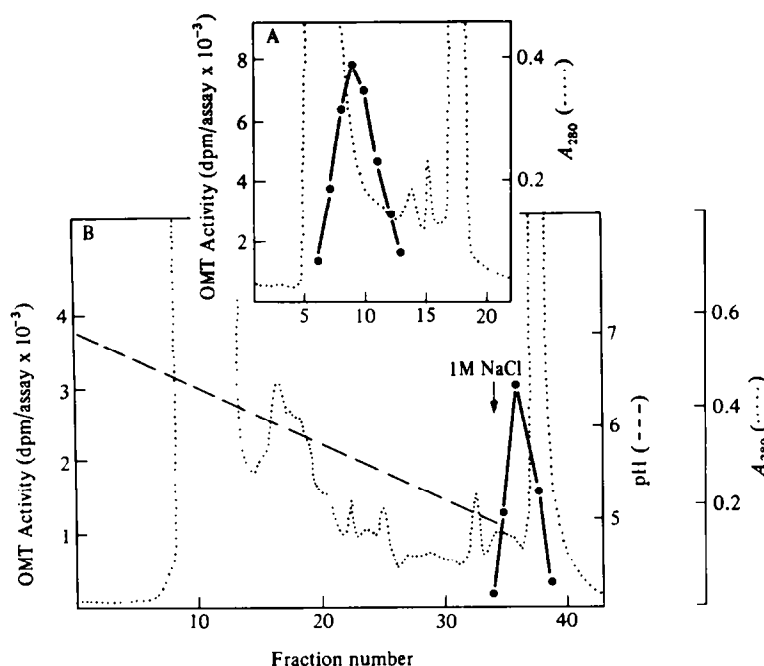 A
OMT Activity (dpm/assay x 10⁻³)
8
6
4
2
0.4
0.2
A₂₈₀ (.....)
5
10
15
20
B
OMT Activity (dpm/assay x 10⁻³)
4
3
2
1
1M NaCl
7
6
5
pH (---)
0.6
0.4
0.2
A₂₈₀ (.....)
10
20
30
40
Fraction number